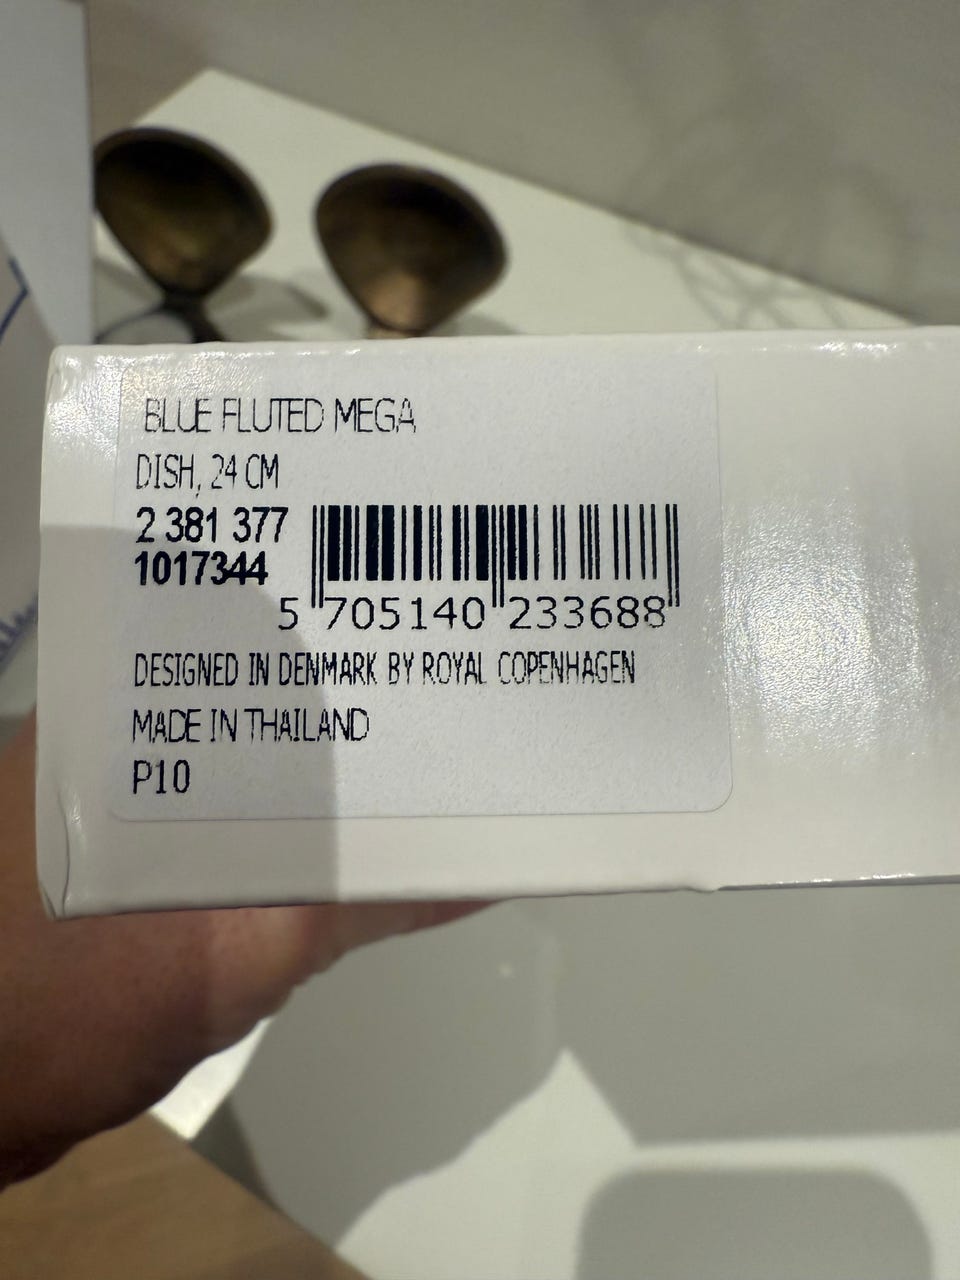 BLUE FLUTED MEGA
DISH, 24 CM
2 381 377
1017344
5 705140 233688
DESIGNED IN DENMARK BY ROYAL COPENHAGEN
MADE IN THAILAND
P10